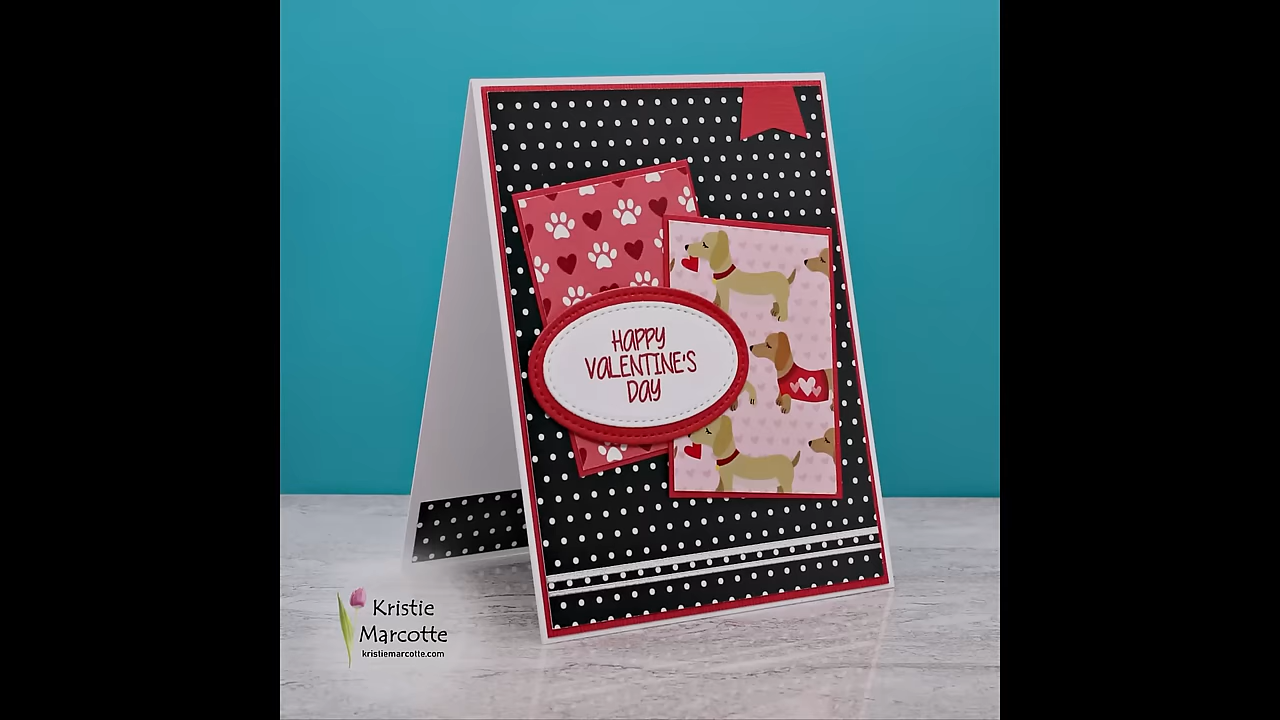 HAPPY
VALENTINE'S
DAY
Kristie
Marcotte
kristiemarcotte.com